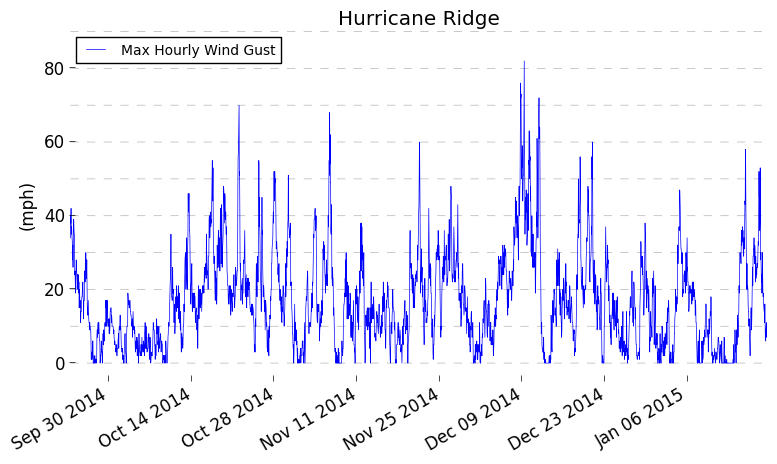 Hurricane Ridge
Max Hourly Wind Gust
(mph)
80
60
40
20
0
Sep 30 2014
Oct 14 2014
Oct 28 2014
Nov 11 2014
Nov 25 2014
Dec 09 2014
Dec 23 2014
Jan 06 2015